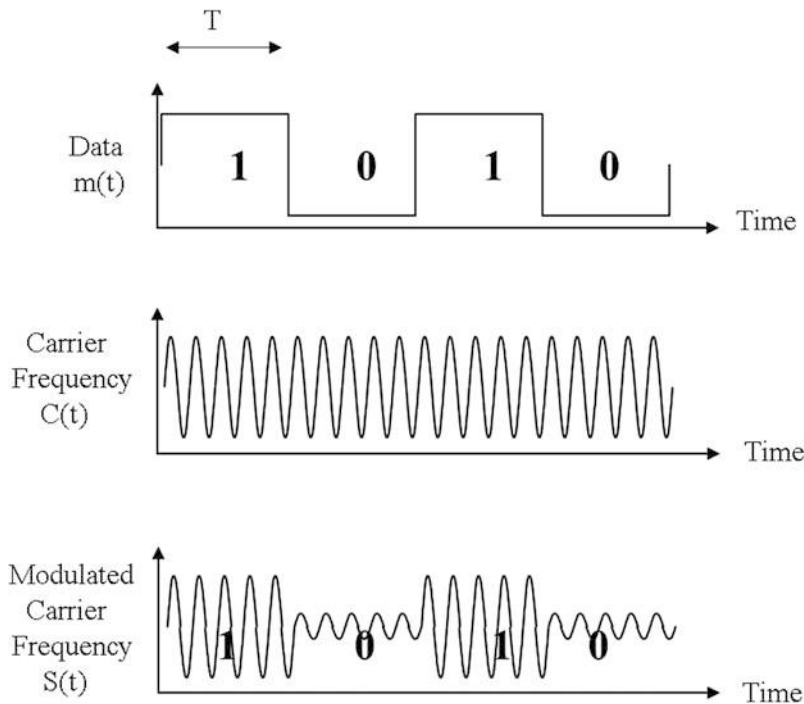 T
Data
m(t)
1 0 1 0
Time
Carrier
Frequency
C(t)
Time
Modulated
Carrier
Frequency
S(t)
1 0 1 0
Time